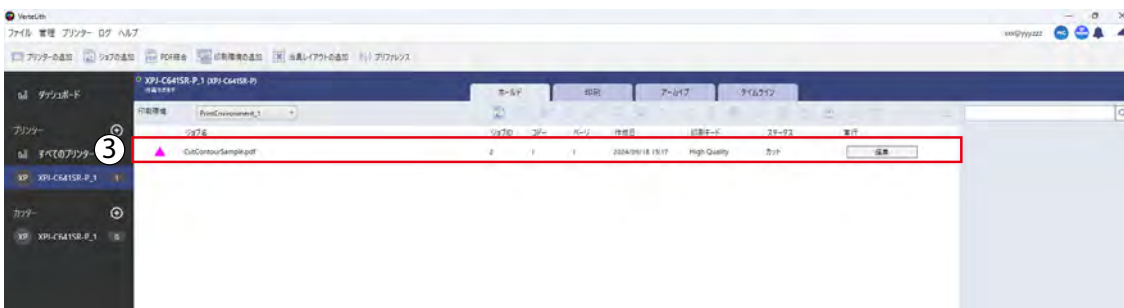 VerteLith
ファイル 管理 プリンター ログ ヘルプ
プリンターの追加 ジョブの追加 PDF照合 印刷環境の追加 台帳レイアウトの追加 プリファレンス
ダッシュボード
XPJ-C641SR-P_1 (XPJ-C641SR-P)
ホールド 印刷 アーカイブ タイムライン
印刷環境 PrintEnvironment_1
プリンター
ジョブ名 ジョブID コピー ページ 作成日 印刷モード ステータス 実行
すべてのプリンター
③
CutContourSample.pdf 2 1 1 2024/09/18 15:17 High Quality カット 編集
XP XPJ-C641SR-P_1 1
カッター
XP XPJ-C641SR-P_1 0